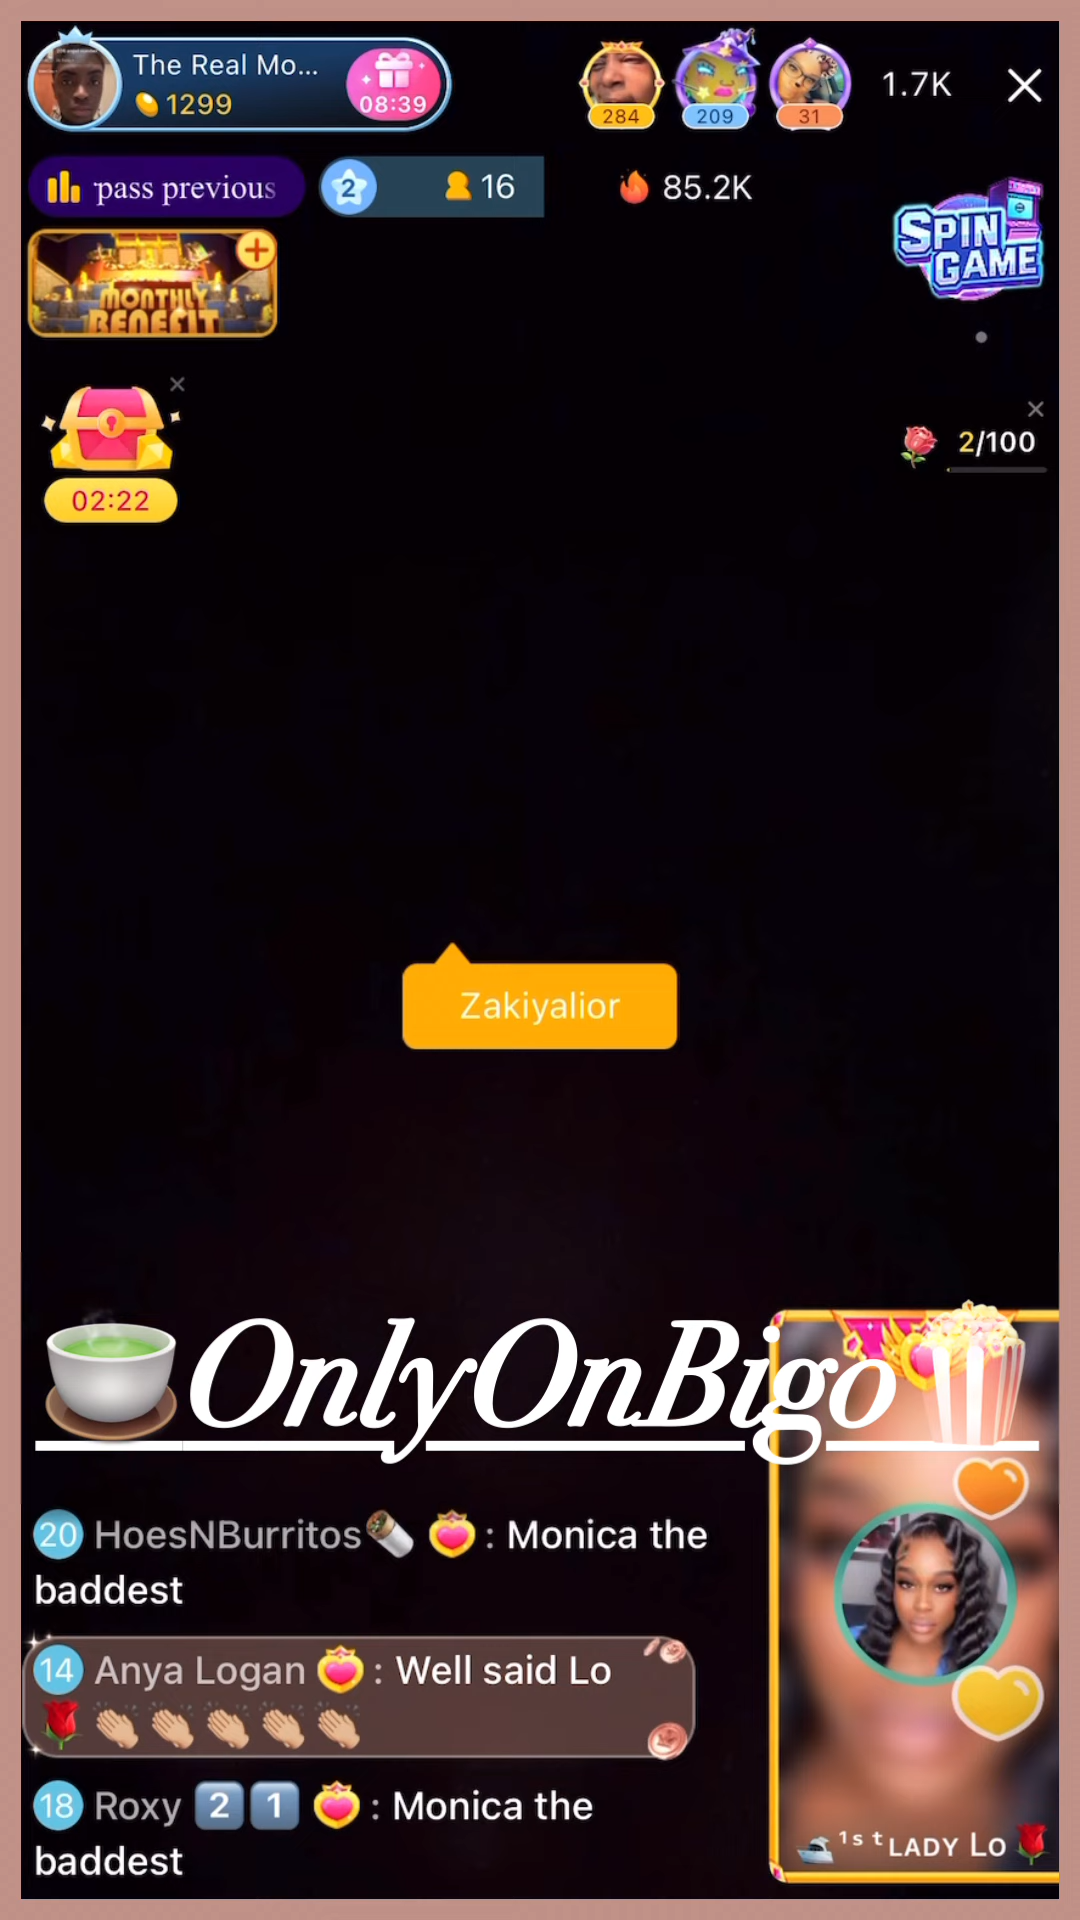 The Real Mo...
1299
08:39
284
209
31
1.7K
pass previous
2
16
85.2K
SPIN GAME
MONTHLY BENEFIT
02:22
2/100
Zakiyalior
OnlyOnBigo
20 HoesNBurritos : Monica the
baddest
14 Anya Logan : Well said Lo
🌹 👏🏼 👏🏼 👏🏼 👏🏼 👏🏼
18 Roxy 2️⃣ 1️⃣ : Monica the
baddest
🛥️ ¹ˢᵗLADY Lo 🌹